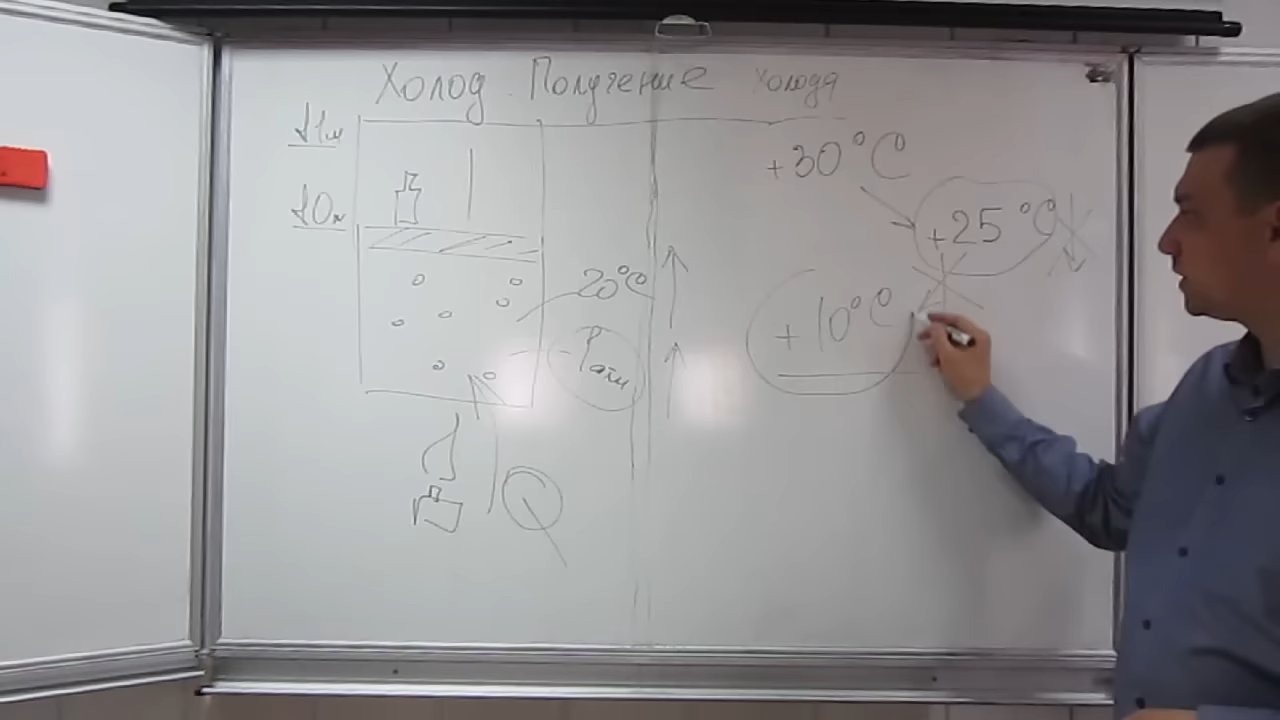 Холод. Получение холода
11м
10м
+30°C
+25°C
20°C
+10°C
Pатм
Q